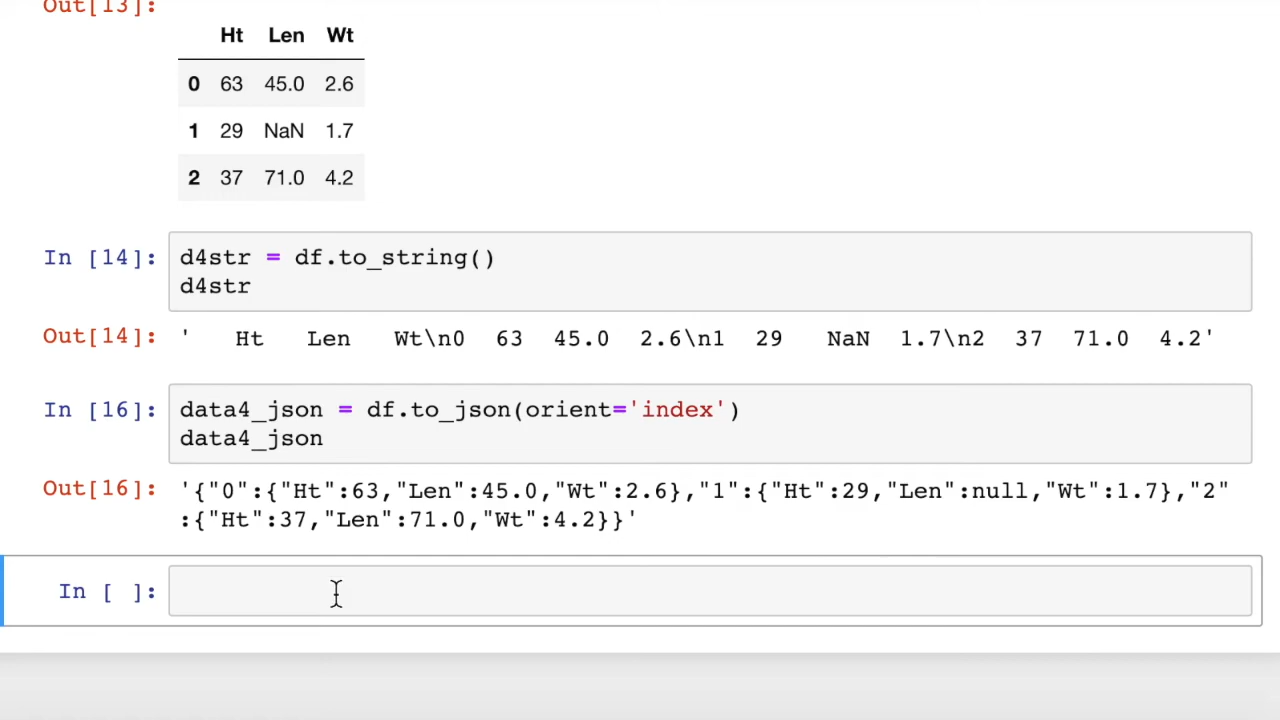 Out[13]:
Ht Len Wt
0 63 45.0 2.6
1 29 NaN 1.7
2 37 71.0 4.2
In [14]: d4str = df.to_string()
d4str
Out[14]: '   Ht   Len   Wt\n0  63  45.0  2.6\n1  29   NaN  1.7\n2  37  71.0  4.2'
In [16]: data4_json = df.to_json(orient='index')
data4_json
Out[16]: '{"0":{"Ht":63,"Len":45.0,"Wt":2.6},"1":{"Ht":29,"Len":null,"Wt":1.7},"2"
:{"Ht":37,"Len":71.0,"Wt":4.2}}'
In [ ]: